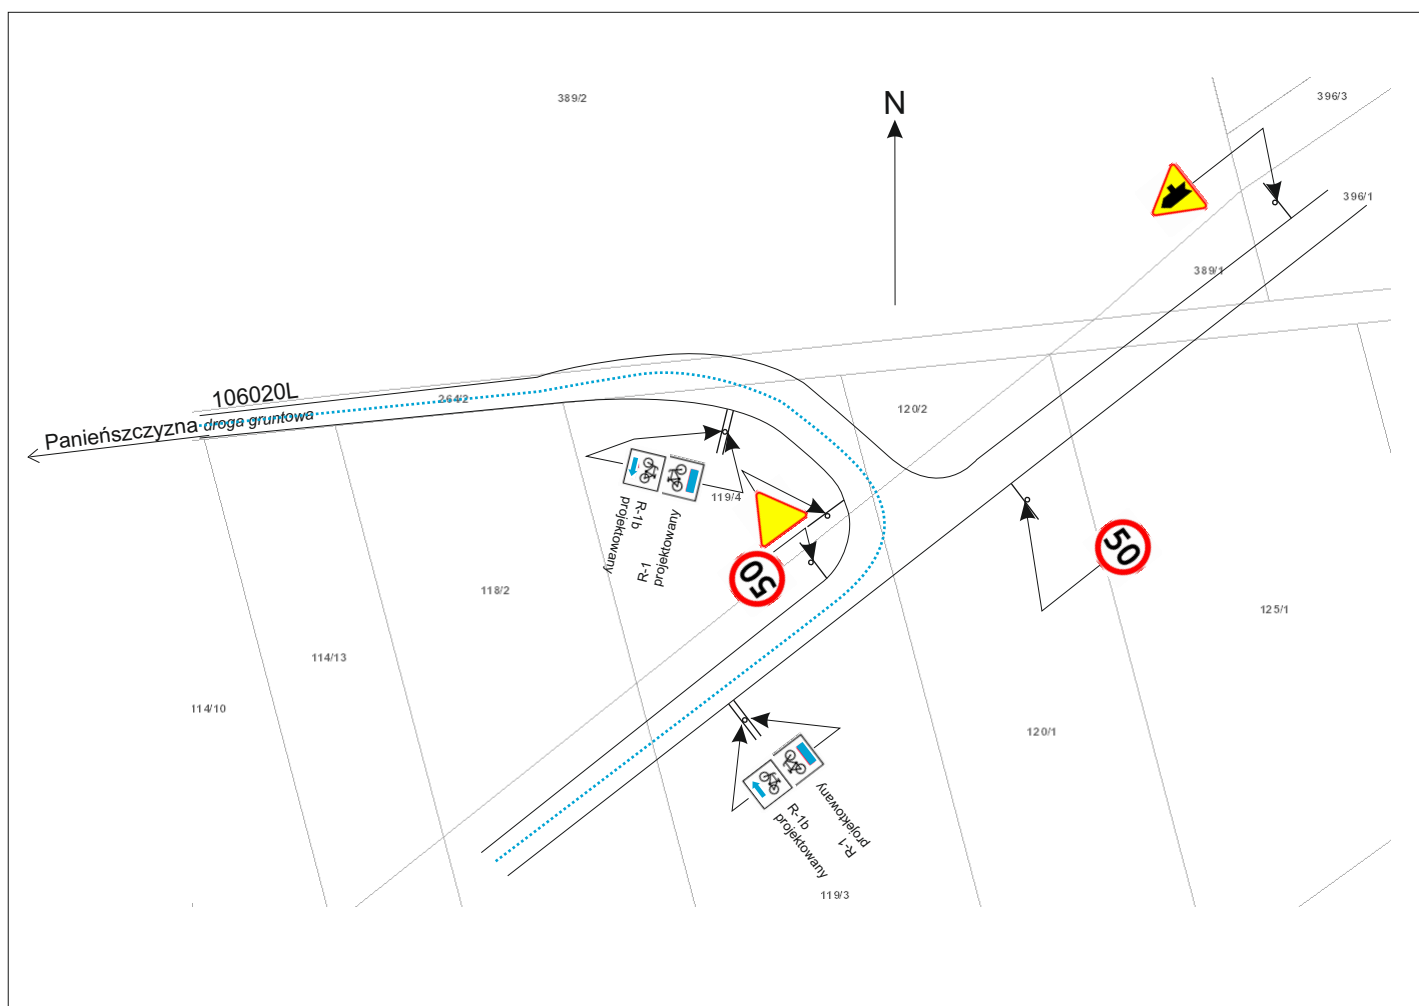 389/2
N
396/3
396/1
389/1
106020L
264/2
droga gruntowa
Panieńszczyzna
120/2
119/4
R-1b
projektowany
R-1
projektowany
50
50
118/2
125/1
114/13
114/10
120/1
R-1
projektowany
R-1b
projektowany
119/3